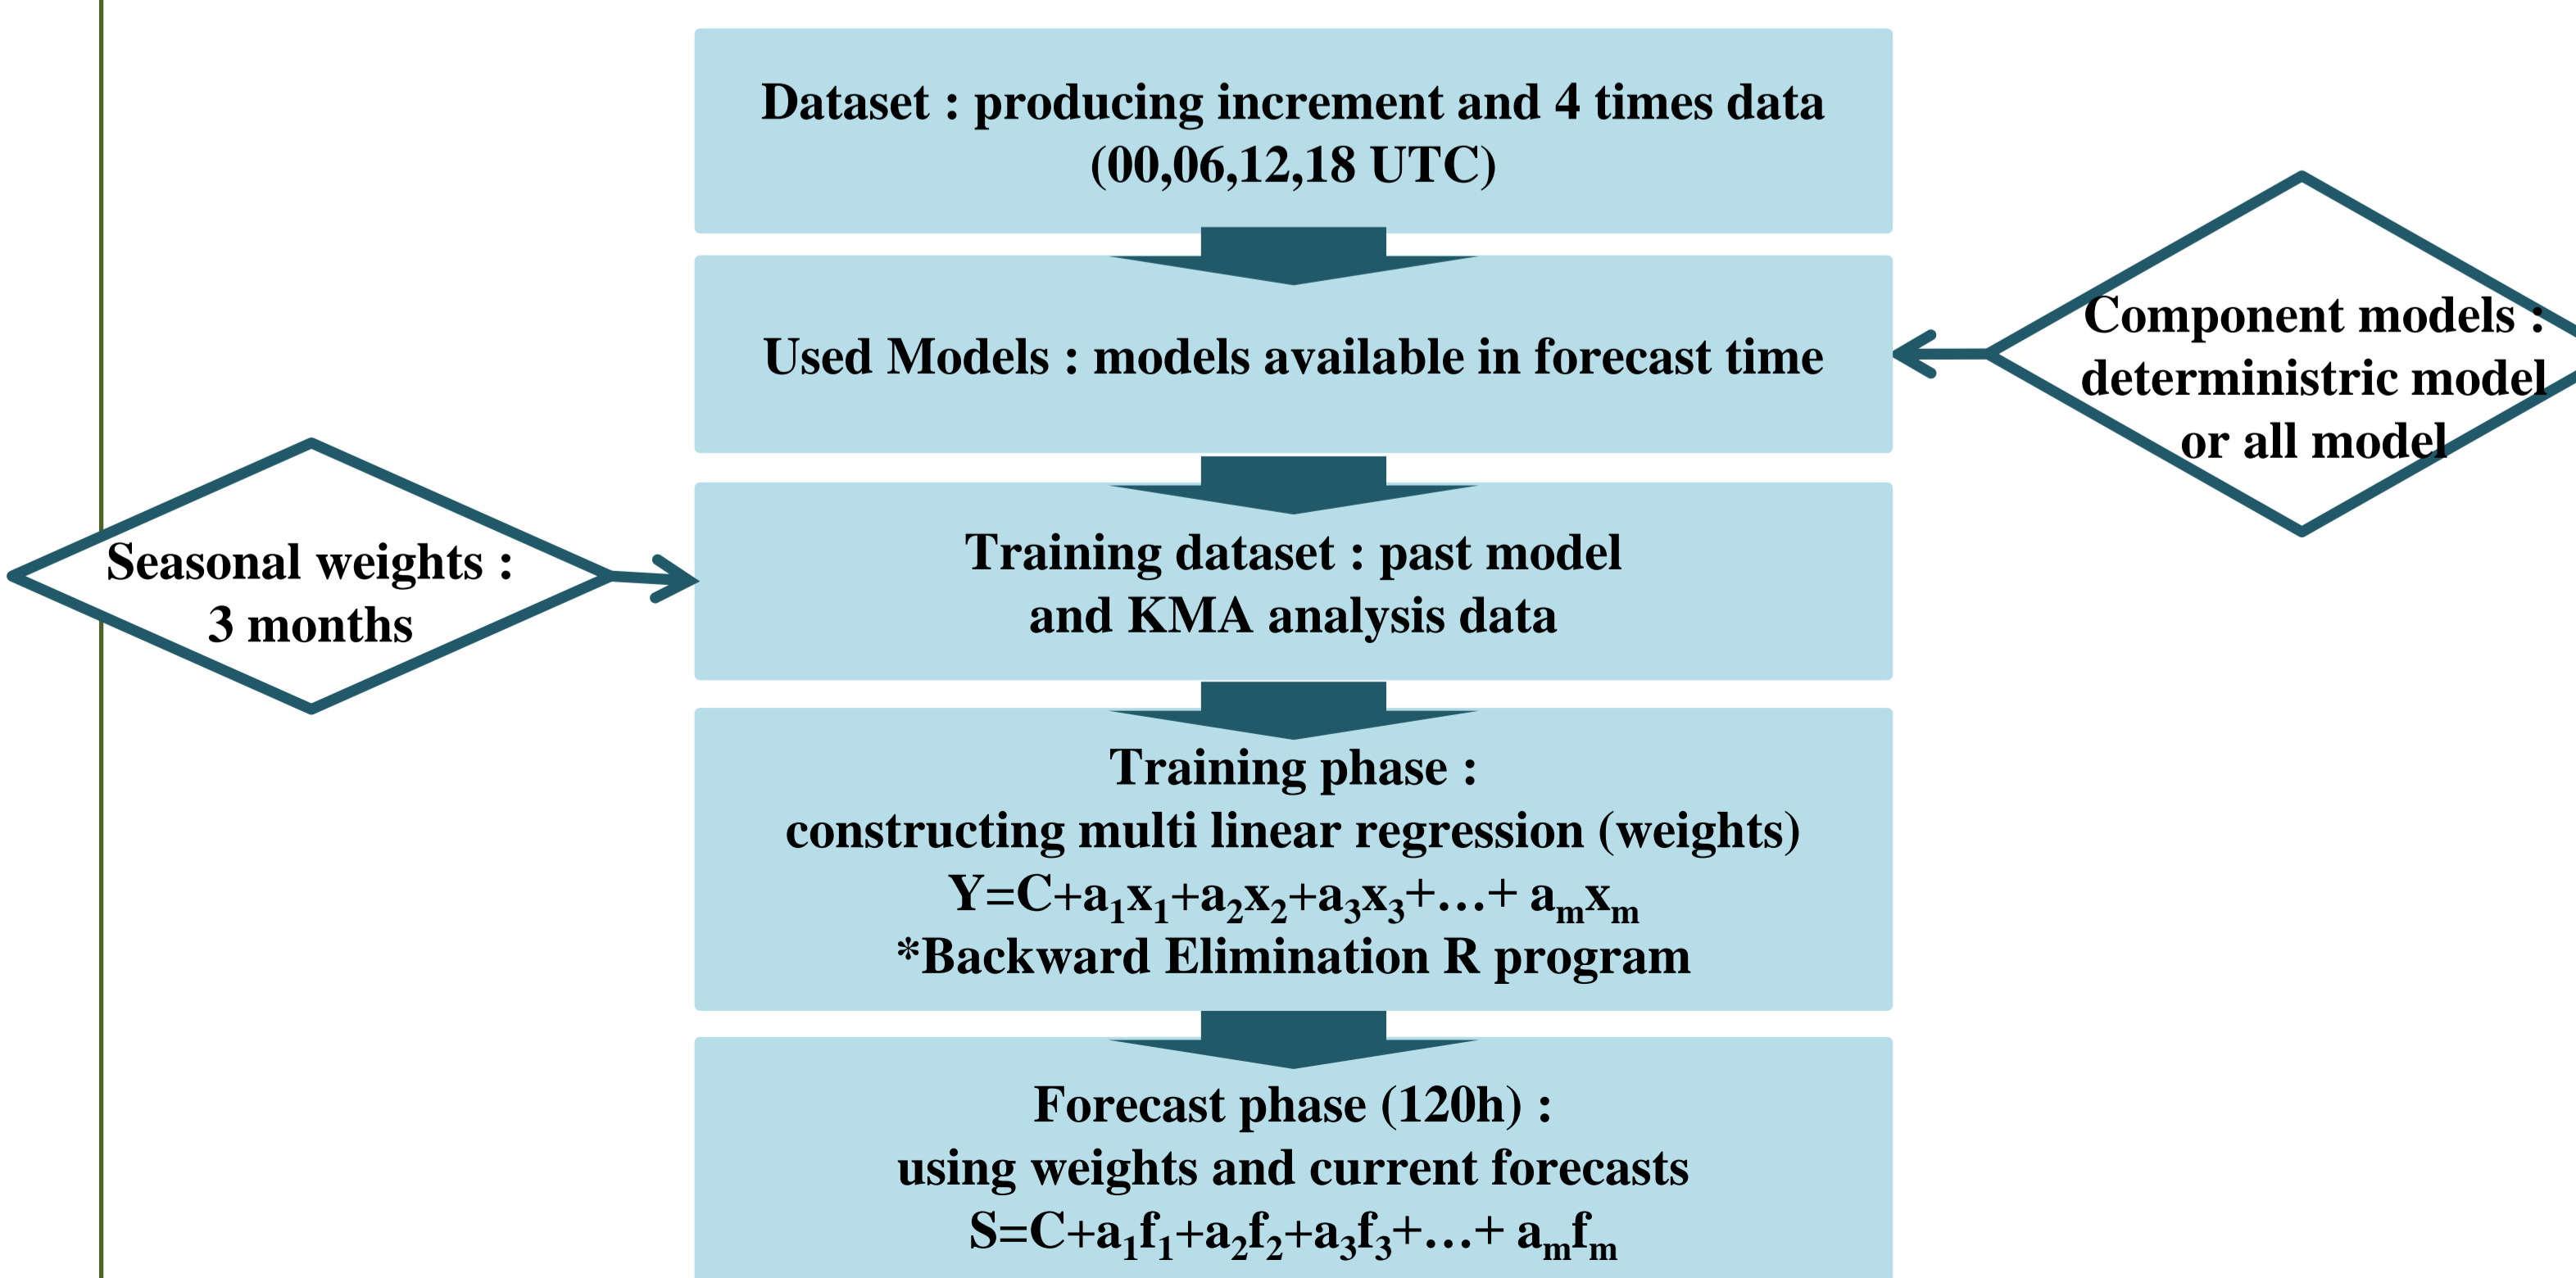 Dataset : producing increment and 4 times data
(00,06,12,18 UTC)
Used Models : models available in forecast time
Component models :
deterministric model
or all model
Seasonal weights :
3 months
Training dataset : past model
and KMA analysis data
Training phase :
constructing multi linear regression (weights)
Y=C+a₁x₁+a₂x₂+a₃x₃+…+ aₘxₘ
*Backward Elimination R program
Forecast phase (120h) :
using weights and current forecasts
S=C+a₁f₁+a₂f₂+a₃f₃+…+ aₘfₘ